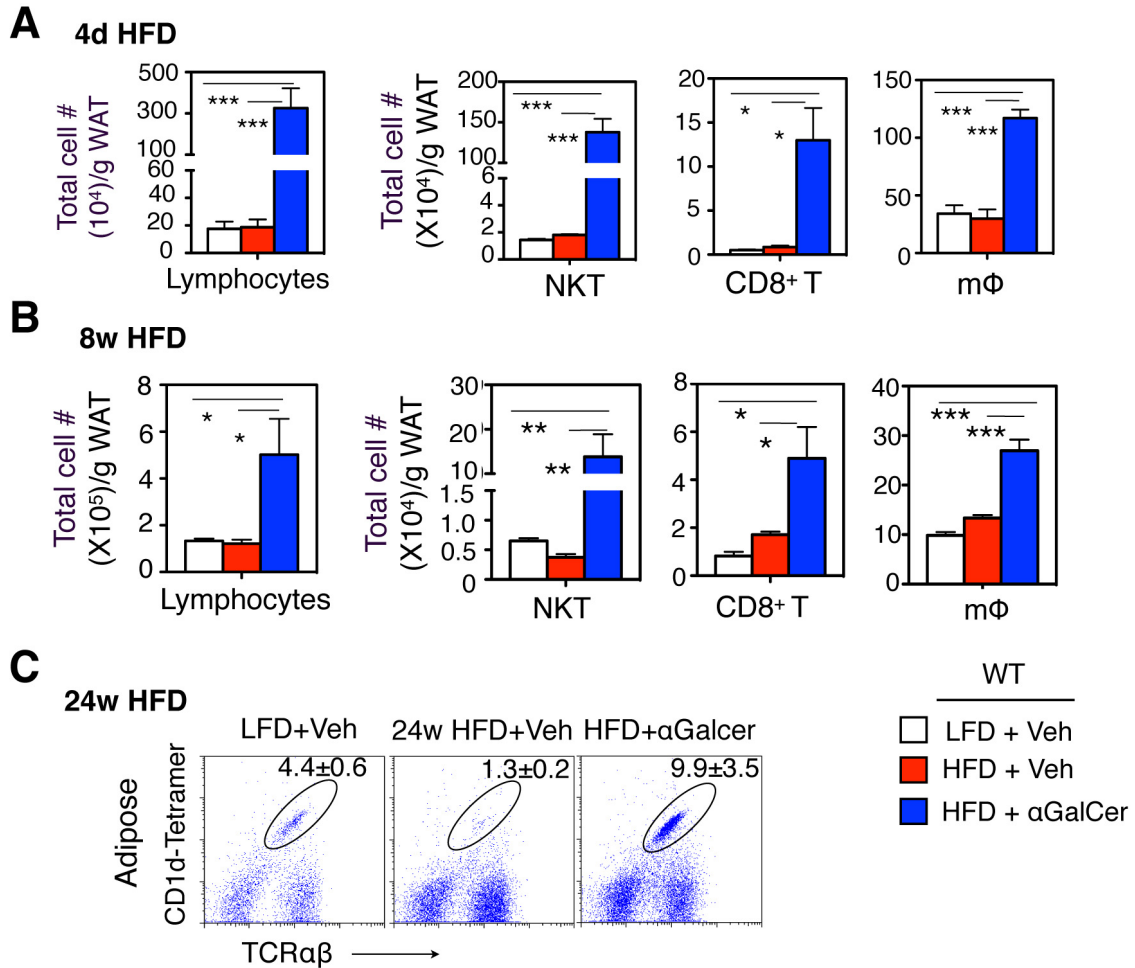 A
4d HFD
Total cell #
(10⁴)/g WAT
500
300
100
60
40
20
0
***
***
Lymphocytes
Total cell #
(X10⁴)/g WAT
200
150
100
6
4
2
0
***
***
NKT
20
15
10
5
0
*
*
CD8⁺ T
150
100
50
0
***
***
mΦ
B
8w HFD
Total cell #
(X10⁵)/g WAT
8
6
4
2
0
*
*
Lymphocytes
Total cell #
(X10⁴)/g WAT
30
20
10
1.5
1.0
0.5
0
**
**
NKT
8
6
4
2
0
*
*
CD8⁺ T
40
30
20
10
0
***
***
mΦ
C
24w HFD
LFD+Veh
24w HFD+Veh
HFD+αGalcer
4.4±0.6
1.3±0.2
9.9±3.5
Adipose
CD1d-Tetramer
TCRαβ
WT
LFD + Veh
HFD + Veh
HFD + αGalCer